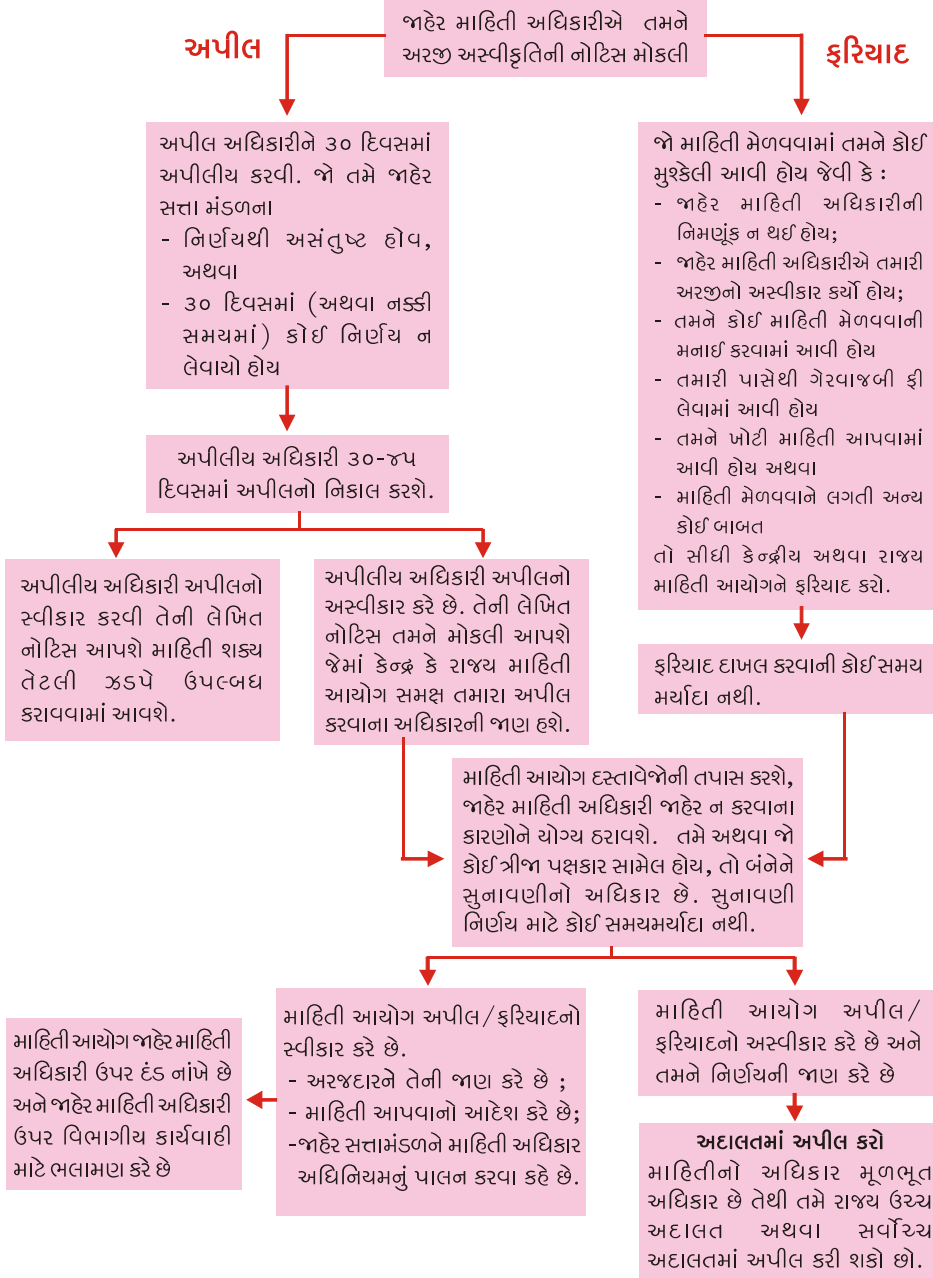 જાહેર માહિતી અધિકારીએ તમને
અરજી અસ્વીકૃતિની નોટિસ મોકલી
અપીલ
ફરિયાદ
અપીલ અધિકારીને ૩૦ દિવસમાં
અપીલીય કરવી. જો તમે જાહેર
સત્તા મંડળના
- નિર્ણયથી અસંતુષ્ટ હોવ,
અથવા
- ૩૦ દિવસમાં (અથવા નક્કી
સમયમાં) કોઈ નિર્ણય ન
લેવાયો હોય
અપીલીય અધિકારી ૩૦-૪૫
દિવસમાં અપીલનો નિકાલ કરશે.
અપીલીય અધિકારી અપીલનો
સ્વીકાર કરવી તેની લેખિત
નોટિસ આપશે માહિતી શક્ય
તેટલી ઝડપે ઉપલ્બધ
કરાવવામાં આવશે.
અપીલીય અધિકારી અપીલનો
અસ્વીકાર કરે છે. તેની લેખિત
નોટિસ તમને મોકલી આપશે
જેમાં કેન્દ્ર કે રાજય માહિતી
આયોગ સમક્ષ તમારા અપીલ
કરવાના અધિકારની જાણ હશે.
જો માહિતી મેળવવામાં તમને કોઈ
મુશ્કેલી આવી હોય જેવી કે :
- જાહેર માહિતી અધિકારીની
નિમણૂંક ન થઈ હોય;
- જાહેર માહિતી અધિકારીએ તમારી
અરજીનો અસ્વીકાર કર્યો હોય;
- તમને કોઈ માહિતી મેળવવાની
મનાઈ કરવામાં આવી હોય
- તમારી પાસેથી ગેરવાજબી ફી
લેવામાં આવી હોય
- તમને ખોટી માહિતી આપવામાં
આવી હોય અથવા
- માહિતી મેળવવાને લગતી અન્ય
કોઈ બાબત
તો સીધી કેન્દ્રીય અથવા રાજય
માહિતી આયોગને ફરિયાદ કરો.
ફરિયાદ દાખલ કરવાની કોઈ સમય
મર્યાદા નથી.
માહિતી આયોગ દસ્તાવેજોની તપાસ કરશે,
જાહેર માહિતી અધિકારી જાહેર ન કરવાના
કારણોને યોગ્ય ઠરાવશે. તમે અથવા જો
કોઈ ત્રીજા પક્ષકાર સામેલ હોય, તો બંનેને
સુનાવણીનો અધિકાર છે. સુનાવણી
નિર્ણય માટે કોઈ સમયમર્યાદા નથી.
માહિતી આયોગ જાહેર માહિતી
અધિકારી ઉપર દંડ નાંખે છે
અને જાહેર માહિતી અધિકારી
ઉપર વિભાગીય કાર્યવાહી
માટે ભલામણ કરે છે
માહિતી આયોગ અપીલ/ફરિયાદનો
સ્વીકાર કરે છે.
- અરજદારને તેની જાણ કરે છે ;
- માહિતી આપવાનો આદેશ કરે છે;
-જાહેર સત્તામંડળને માહિતી અધિકાર
અધિનિયમનું પાલન કરવા કહે છે.
માહિતી આયોગ અપીલ/
ફરિયાદનો અસ્વીકાર કરે છે અને
તમને નિર્ણયની જાણ કરે છે
અદાલતમાં અપીલ કરો
માહિતીનો અધિકાર મૂળભૂત
અધિકાર છે તેથી તમે રાજય ઉચ્ચ
અદાલત અથવા સર્વોચ્ચ
અદાલતમાં અપીલ કરી શકો છો.